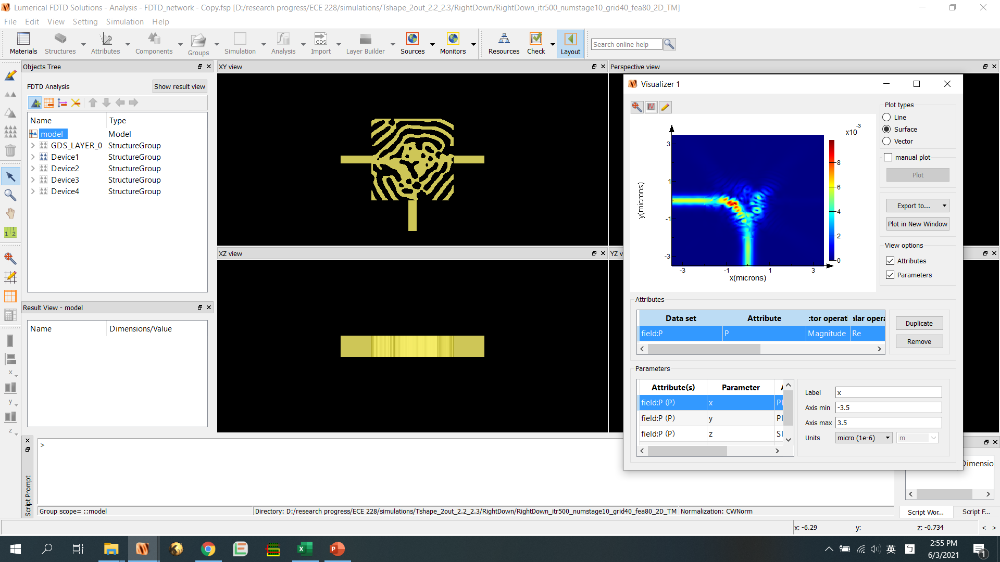 Lumerical FDTD Solutions - Analysis - FDTD_network - Copy.fsp [D:/research progress/ECE 228/simulations/Tshape_2out_2.2_2.3/RightDown/RightDown_itr500_numstage10_grid40_fea80_2D_TM]
File Edit View Setting Simulation Help
Materials Structures Attributes Components Groups Simulation Analysis GDS Import Layer Builder Sources Monitors Resources Check Layout Search online help
Objects Tree
FDTD Analysis
Show result view
Name Type
model Model
GDS_LAYER_0 StructureGroup
Device1 StructureGroup
Device2 StructureGroup
Device3 StructureGroup
Device4 StructureGroup
Result View - model
Name Dimensions/Value
1 2
x
y
z
XY view
Perspective view
XZ view
YZ v
Visualizer 1
Plot types
Line
Surface
Vector
manual plot
Plot
Export to...
Plot in New Window
View options
Attributes
Parameters
x10
-3
8
6
4
2
0
3
1
-1
-3
y(microns)
-3 -1 1 3
x(microns)
Attributes
Data set Attribute :tor operat ılar opera
field:P P Magnitude Re
Duplicate
Remove
Parameters
Attribute(s) Parameter
field:P (P) x Pl
field:P (P) y Pl
field:P (P) z Sl
Label x
Axis min -3.5
Axis max 3.5
Units micro (1e-6) m
Script Prompt
>
Dimensio
Group scope= ::model
Directory: D:/research progress/ECE 228/simulations/Tshape_2out_2.2_2.3/RightDown/RightDown_itr500_numstage10_grid40_fea80_2D_TM
Normalization: CWNorm
Script Wor... Script F...
x: -6.29 y: z: -0.734 < >
英
2:55 PM
6/3/2021
1